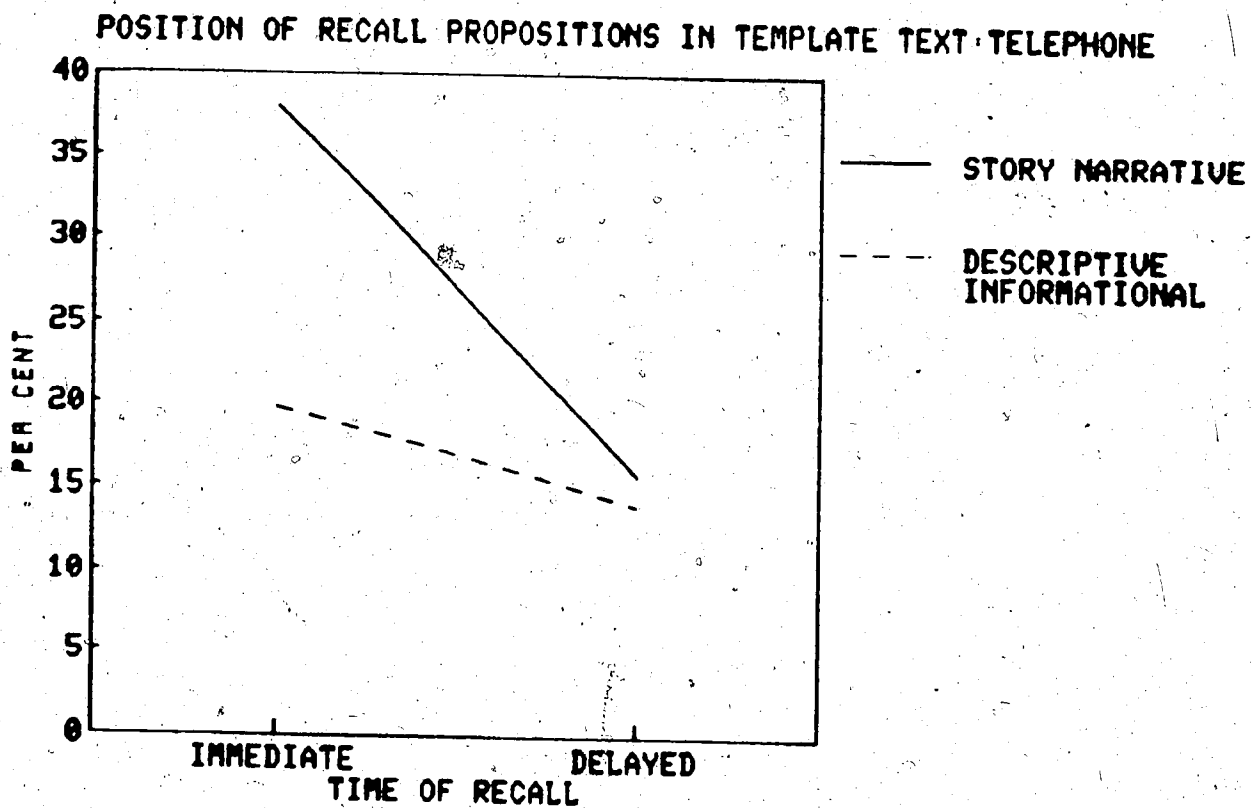 POSITION OF RECALL PROPOSITIONS IN TEMPLATE TEXT:TELEPHONE
40
35
30
25
20
15
10
5
0
PER CENT
IMMEDIATE
DELAYED
TIME OF RECALL
STORY NARRATIVE
DESCRIPTIVE
INFORMATIONAL